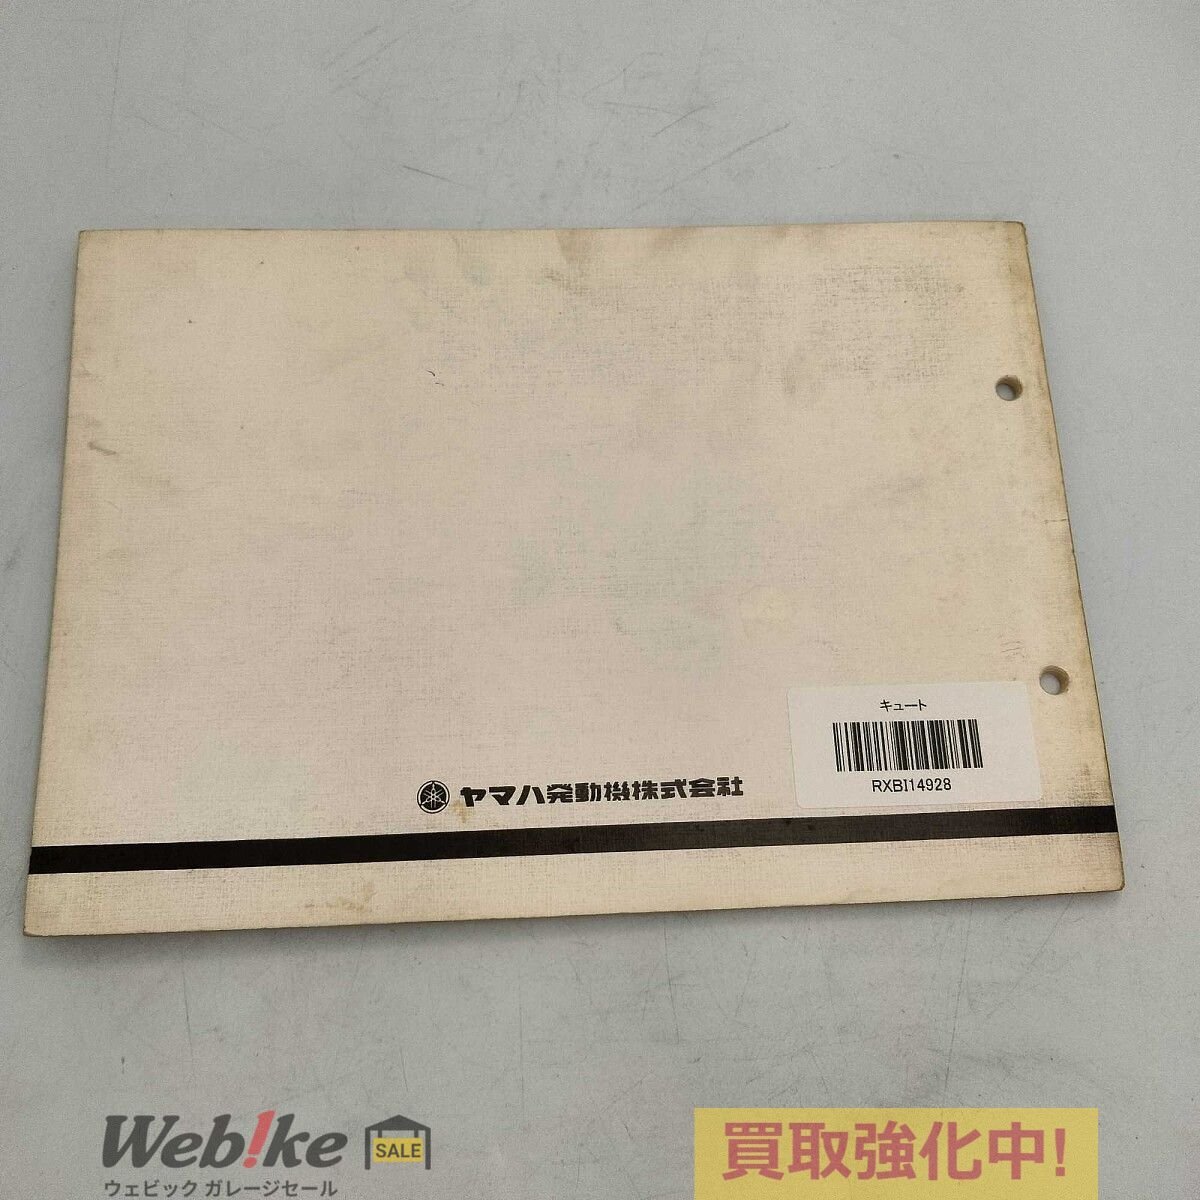 キュート
RXBI14928
ヤマハ発動機株式会社
Web!ke SALE
ウェビック ガレージセール
買取強化中!